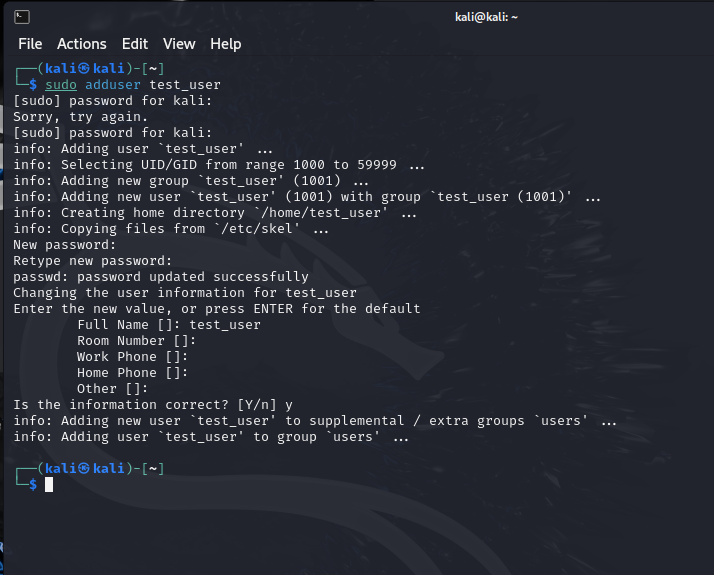 kali@kali: ~
File Actions Edit View Help
┌──(kali㉿kali)-[~]
└─$ sudo adduser test_user
[sudo] password for kali:
Sorry, try again.
[sudo] password for kali:
info: Adding user `test_user' ...
info: Selecting UID/GID from range 1000 to 59999 ...
info: Adding new group `test_user' (1001) ...
info: Adding new user `test_user' (1001) with group `test_user (1001)' ...
info: Creating home directory `/home/test_user' ...
info: Copying files from `/etc/skel' ...
New password:
Retype new password:
passwd: password updated successfully
Changing the user information for test_user
Enter the new value, or press ENTER for the default
        Full Name []: test_user
        Room Number []:
        Work Phone []:
        Home Phone []:
        Other []:
Is the information correct? [Y/n] y
info: Adding new user `test_user' to supplemental / extra groups `users' ...
info: Adding user `test_user' to group `users' ...
┌──(kali㉿kali)-[~]
└─$